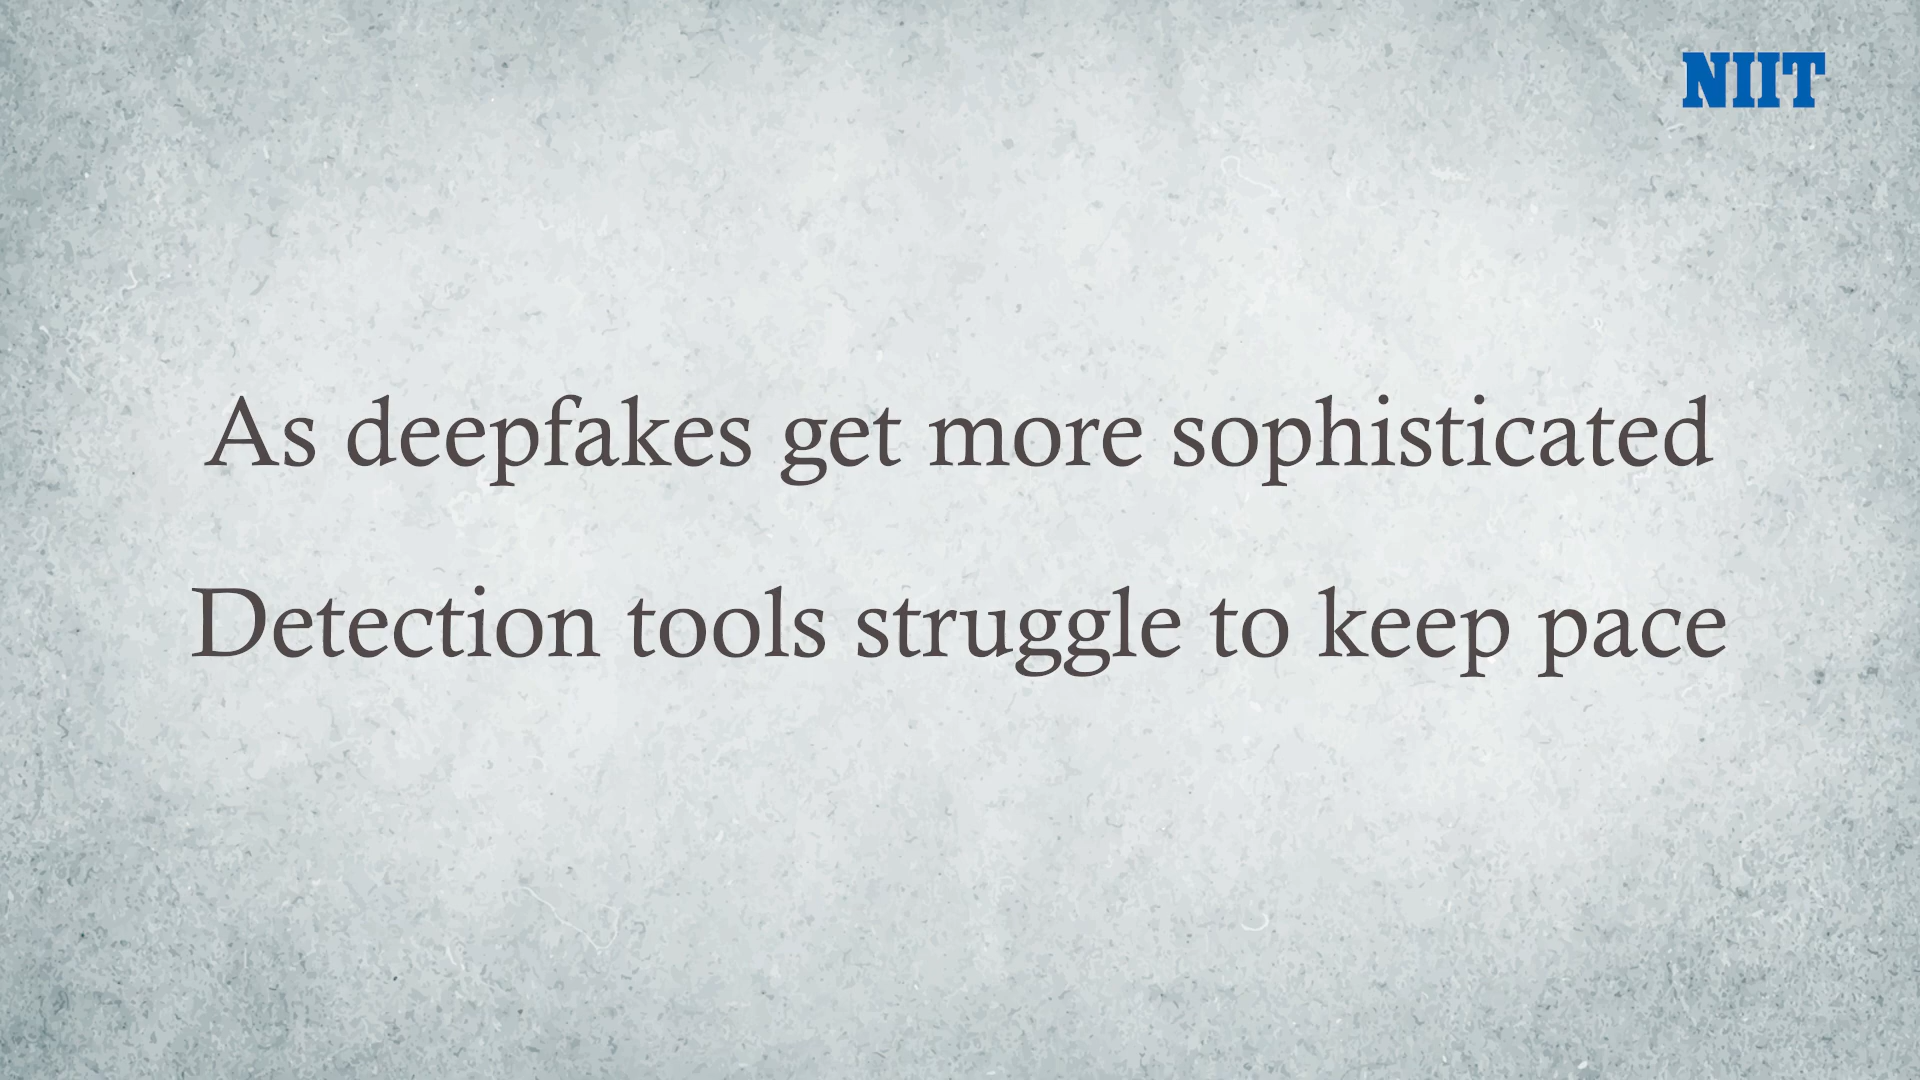 NIIT
As deepfakes get more sophisticated
Detection tools struggle to keep pace